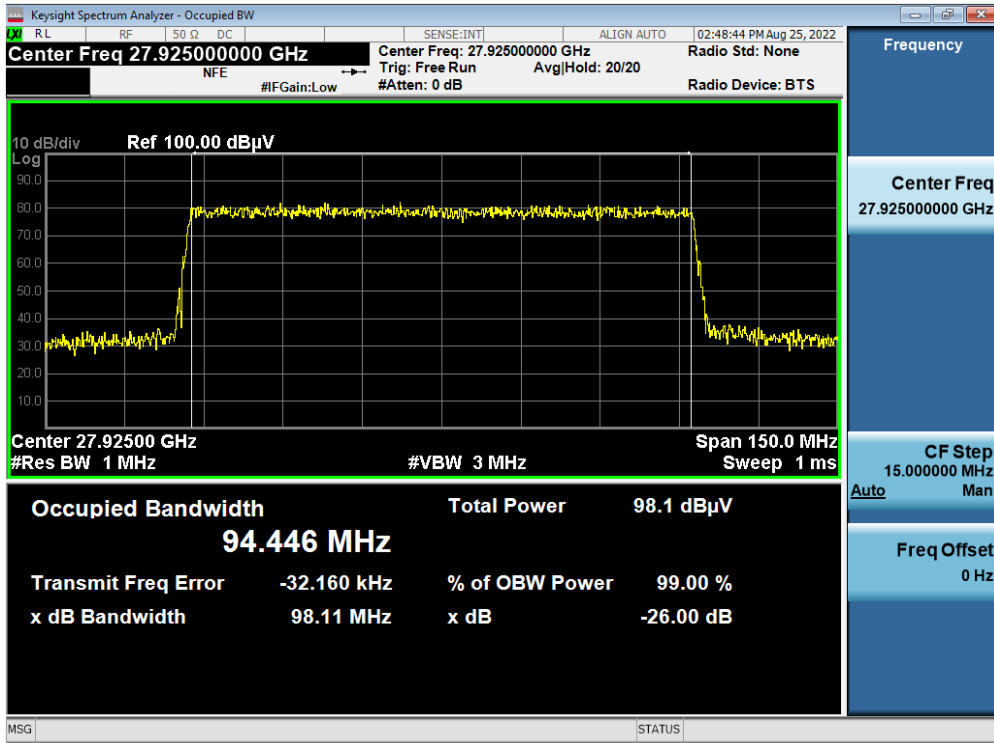 Keysight Spectrum Analyzer - Occupied BW
LXI RL RF 50 Ω DC SENSE:INT ALIGN AUTO 02:48:44 PM Aug 25, 2022
Center Freq 27.925000000 GHz
Center Freq: 27.925000000 GHz
Radio Std: None
NFE
Trig: Free Run Avg|Hold: 20/20
#IFGain:Low
#Atten: 0 dB
Radio Device: BTS
10 dB/div Ref 100.00 dBµV
Log
90.0
80.0
70.0
60.0
50.0
40.0
30.0
20.0
10.0
Center 27.92500 GHz Span 150.0 MHz
#Res BW 1 MHz #VBW 3 MHz Sweep 1 ms
Occupied Bandwidth Total Power 98.1 dBµV
94.446 MHz
Transmit Freq Error -32.160 kHz % of OBW Power 99.00 %
x dB Bandwidth 98.11 MHz x dB -26.00 dB
MSG STATUS
Frequency
Center Freq
27.925000000 GHz
CF Step
15.000000 MHz
Auto Man
Freq Offset
0 Hz